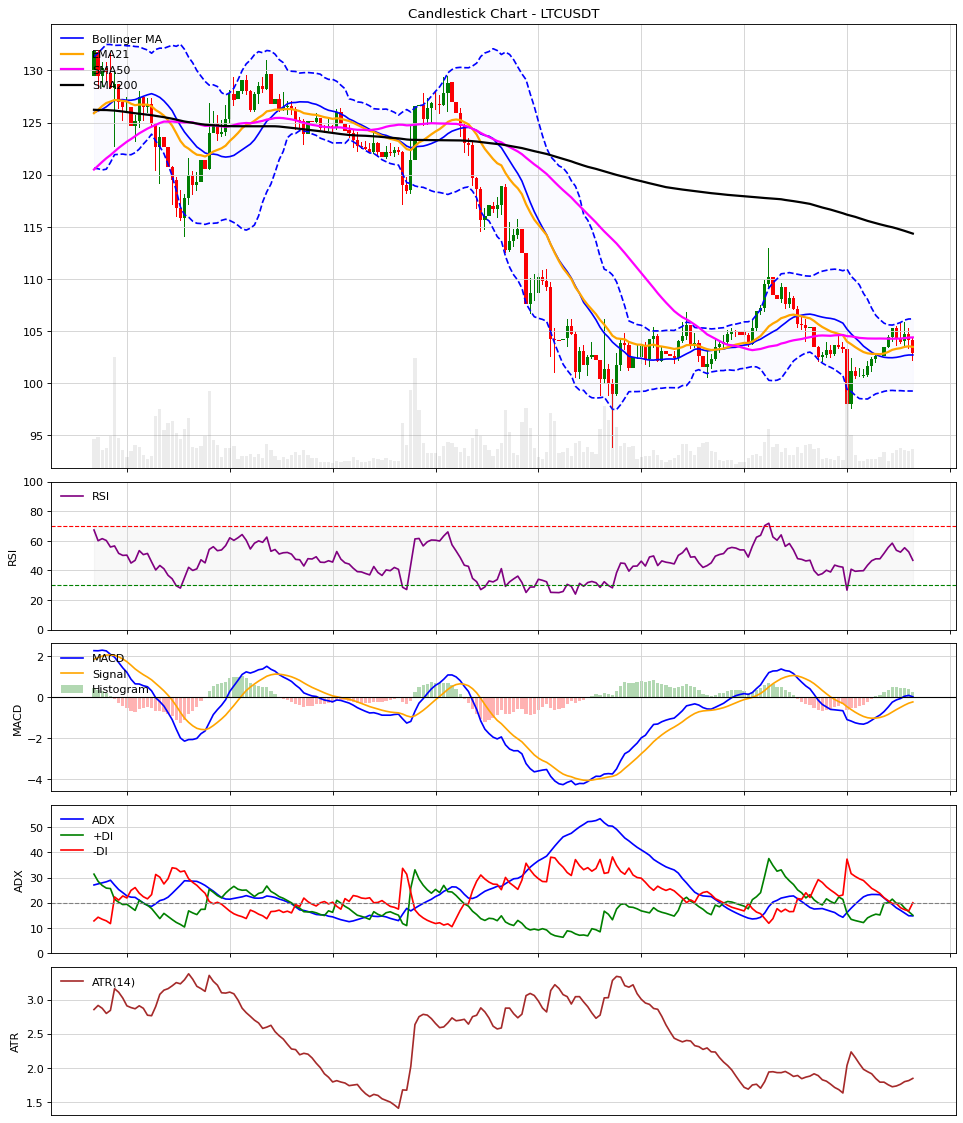 Candlestick Chart - LTCUSDT
Bollinger MA
EMA21
SMA50
SMA200
130
125
120
115
110
105
100
95
RSI
100
80
60
40
20
0
RSI
MACD
Signal
Histogram
2
0
−2
−4
MACD
ADX
+DI
-DI
50
40
30
20
10
0
ADX
ATR(14)
3.0
2.5
2.0
1.5
ATR